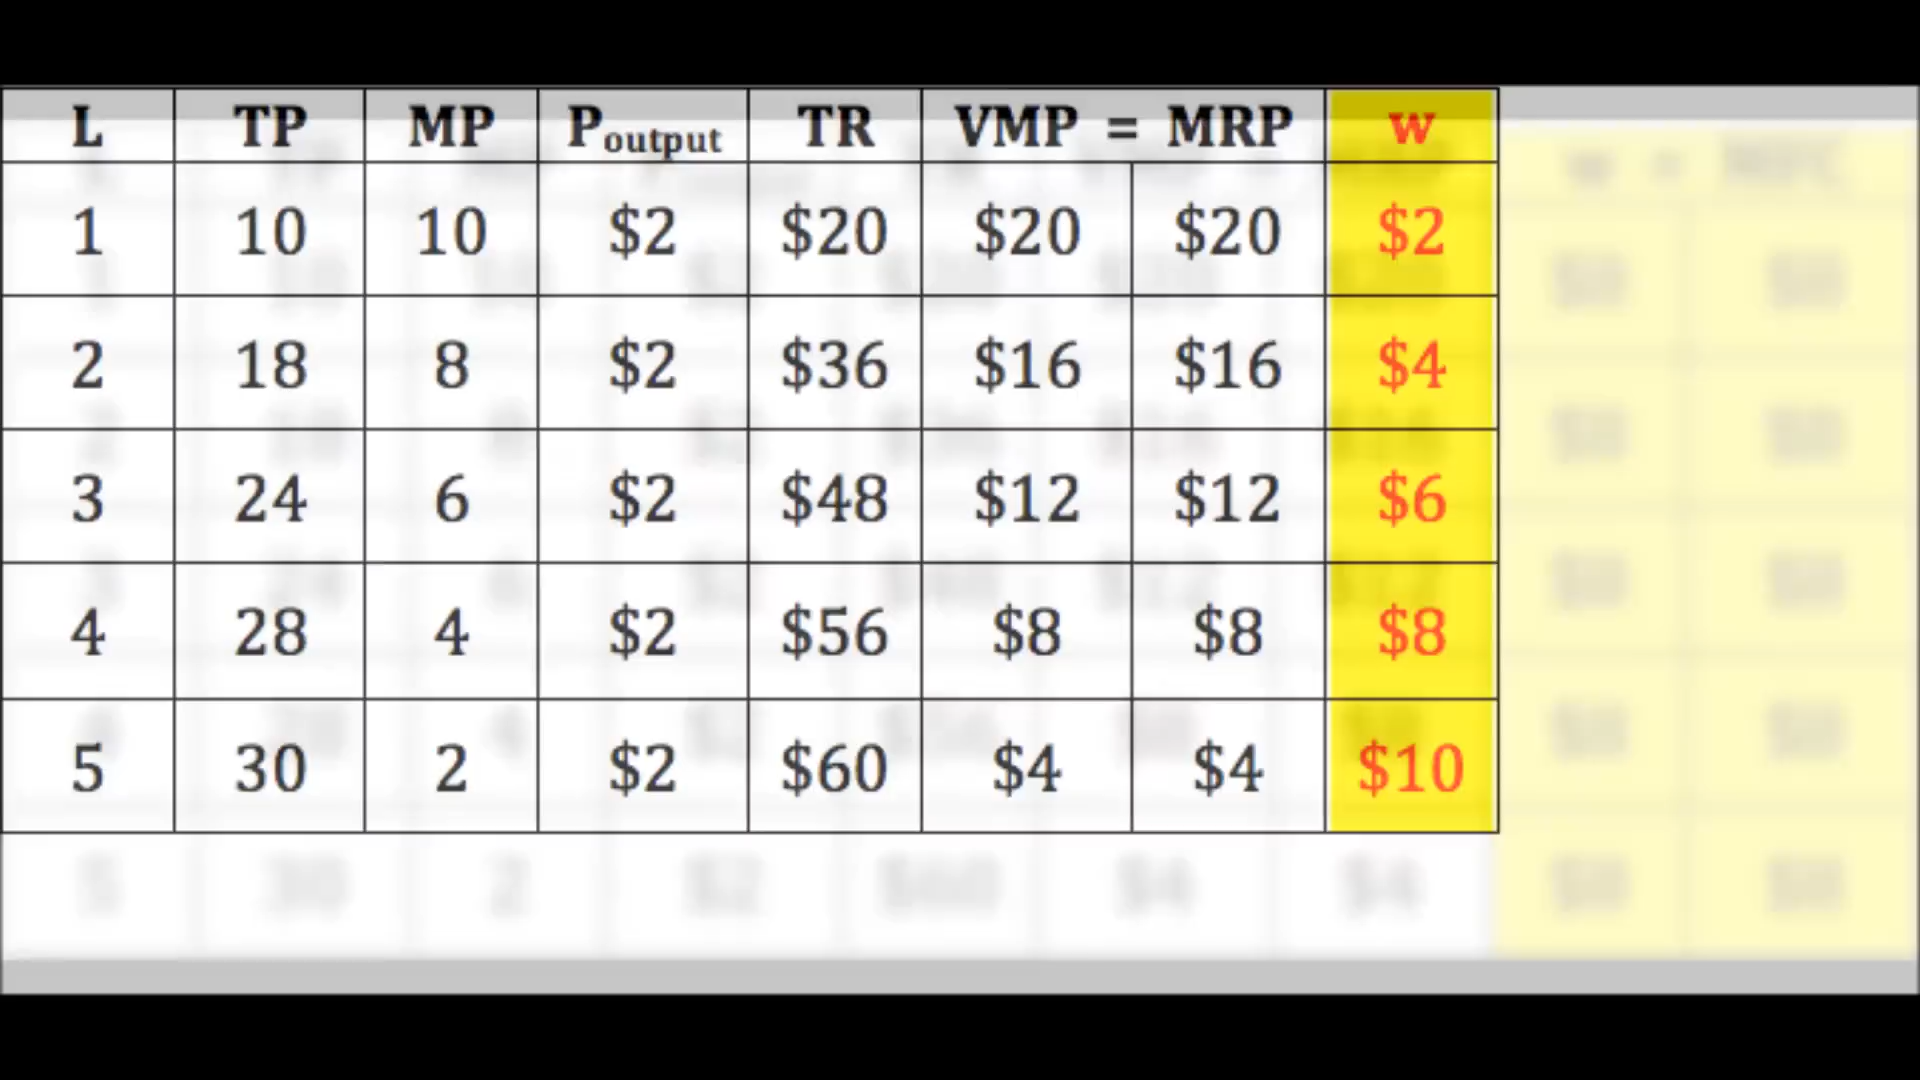 L TP MP Poutput TR VMP = MRP w
1 10 10 $2 $20 $20 $20 $2
2 18 8 $2 $36 $16 $16 $4
3 24 6 $2 $48 $12 $12 $6
4 28 4 $2 $56 $8 $8 $8
5 30 2 $2 $60 $4 $4 $10